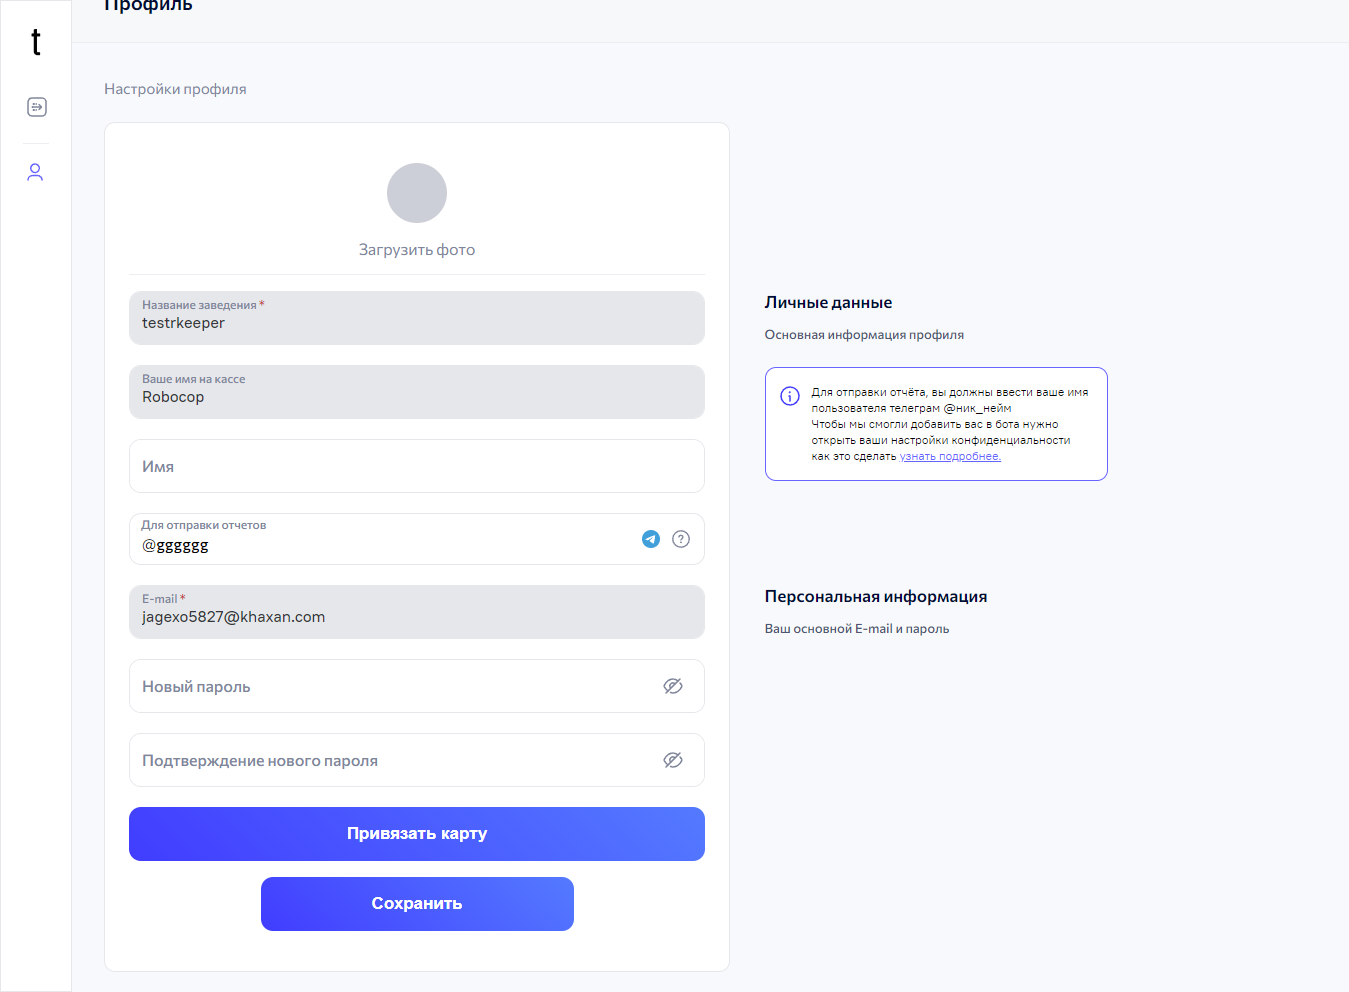 Профиль
t
Настройки профиля
Загрузить фото
Название заведения *
testrkeeper
Ваше имя на кассе
Robocop
Имя
Для отправки отчетов
@gggggg
E-mail *
jagexo5827@khaxan.com
Новый пароль
Подтверждение нового пароля
Привязать карту
Сохранить
Личные данные
Основная информация профиля
Для отправки отчёта, вы должны ввести ваше имя
пользователя телеграм @ник_нейм
Чтобы мы смогли добавить вас в бота нужно
открыть ваши настройки конфиденциальности
как это сделать узнать подробнее.
Персональная информация
Ваш основной E-mail и пароль